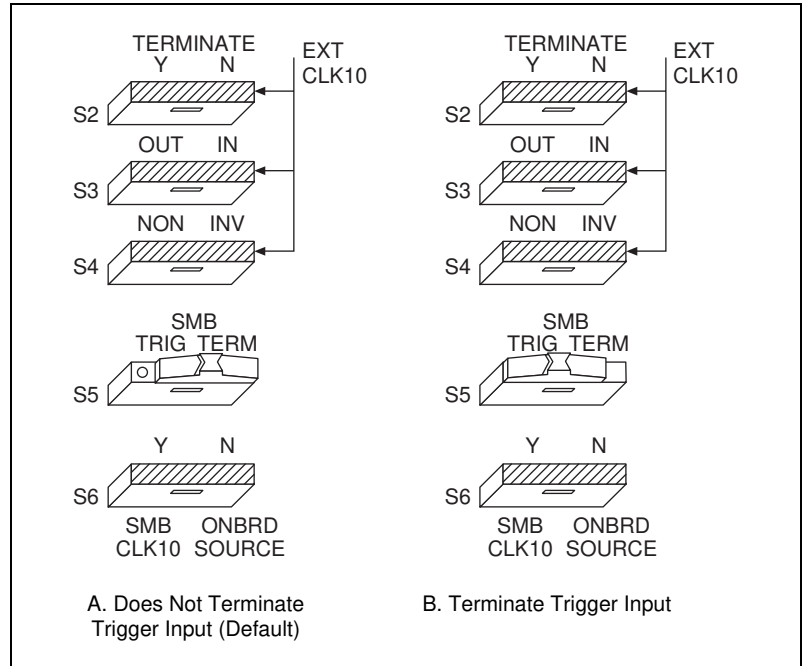 TERMINATE
Y N
EXT
CLK10
S2
OUT IN
S3
NON INV
S4
SMB
TRIG TERM
S5
Y N
S6
SMB ONBRD
CLK10 SOURCE
A. Does Not Terminate
Trigger Input (Default)
TERMINATE
Y N
EXT
CLK10
S2
OUT IN
S3
NON INV
S4
SMB
TRIG TERM
S5
Y N
S6
SMB ONBRD
CLK10 SOURCE
B. Terminate Trigger Input